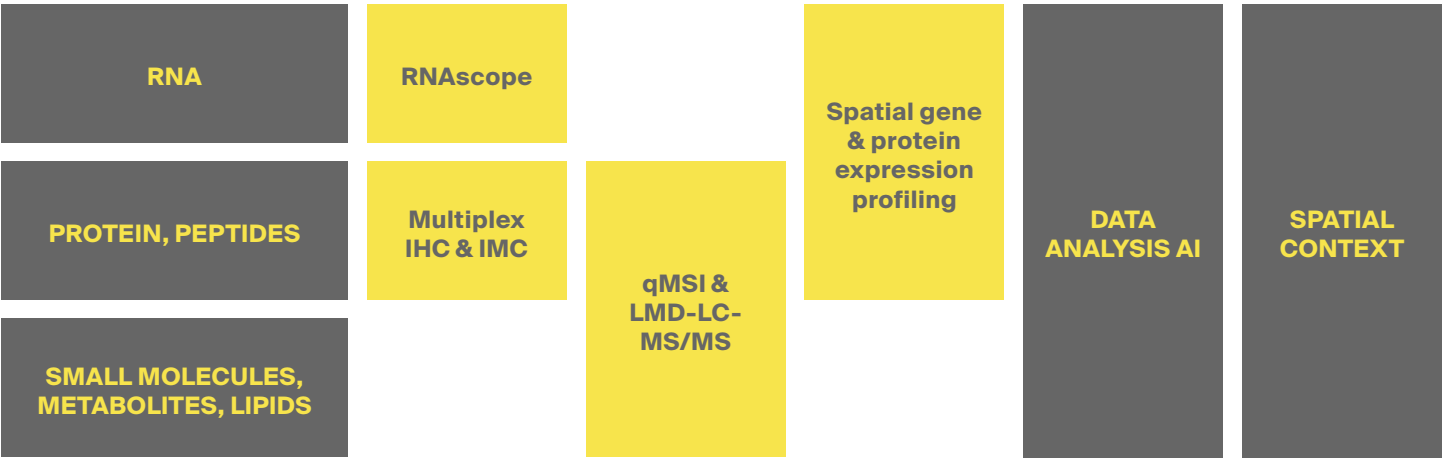 RNA
RNAscope
Spatial gene
& protein
expression
profiling
PROTEIN, PEPTIDES
Multiplex
IHC & IMC
qMSI &
LMD-LC-
MS/MS
DATA
ANALYSIS AI
SPATIAL
CONTEXT
SMALL MOLECULES,
METABOLITES, LIPIDS